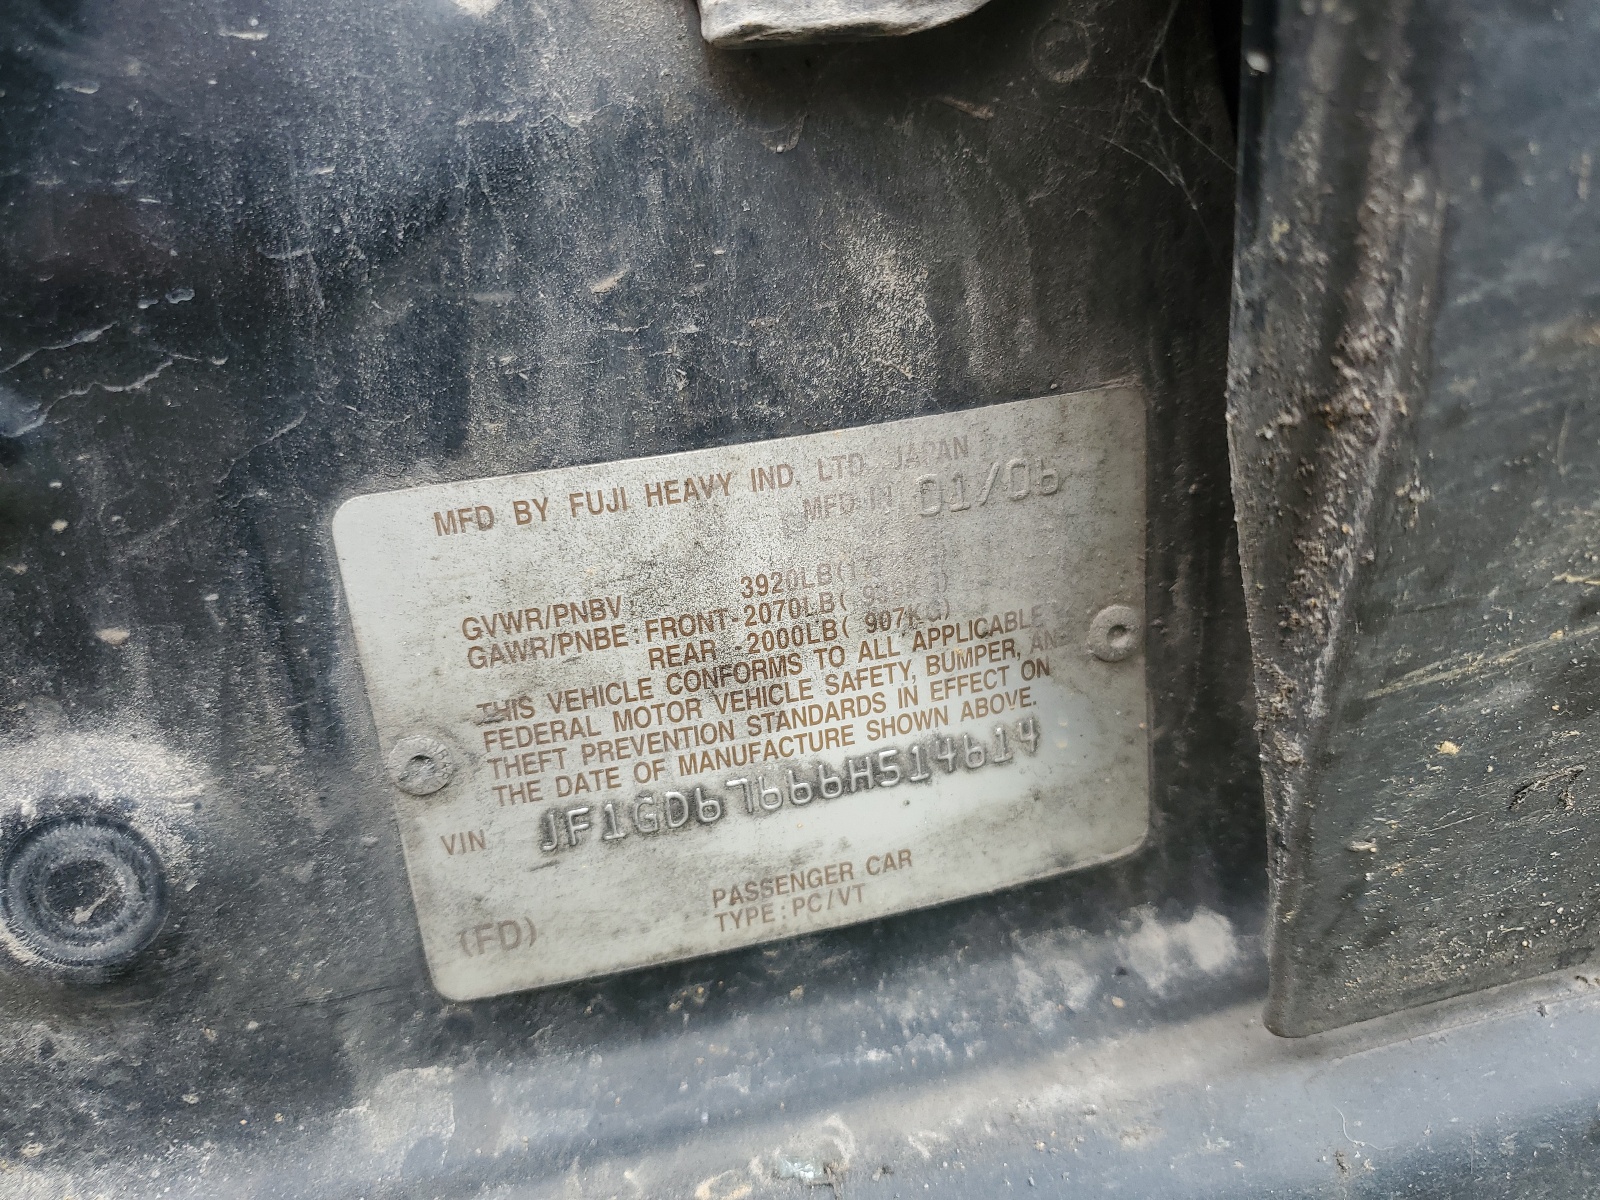 MFD BY FUJI HEAVY IND. LTD. JAPAN
MFD IN 01/06
GVWR/PNBV : 3920LB(
GAWR/PNBE : FRONT-2070LB(
REAR -2000LB( 907KG)
THIS VEHICLE CONFORMS TO ALL APPLICABLE
FEDERAL MOTOR VEHICLE SAFETY, BUMPER, AND
THEFT PREVENTION STANDARDS IN EFFECT ON
THE DATE OF MANUFACTURE SHOWN ABOVE.
VIN JF1GD67666H514614
PASSENGER CAR
(FD) TYPE : PC/VT